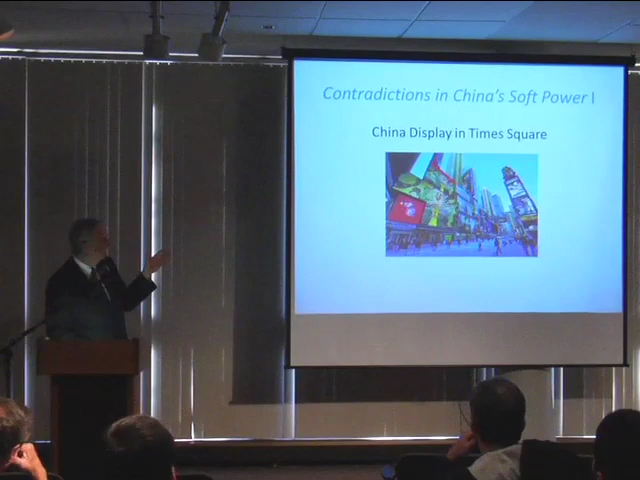 Contradictions in China's Soft Power I
China Display in Times Square